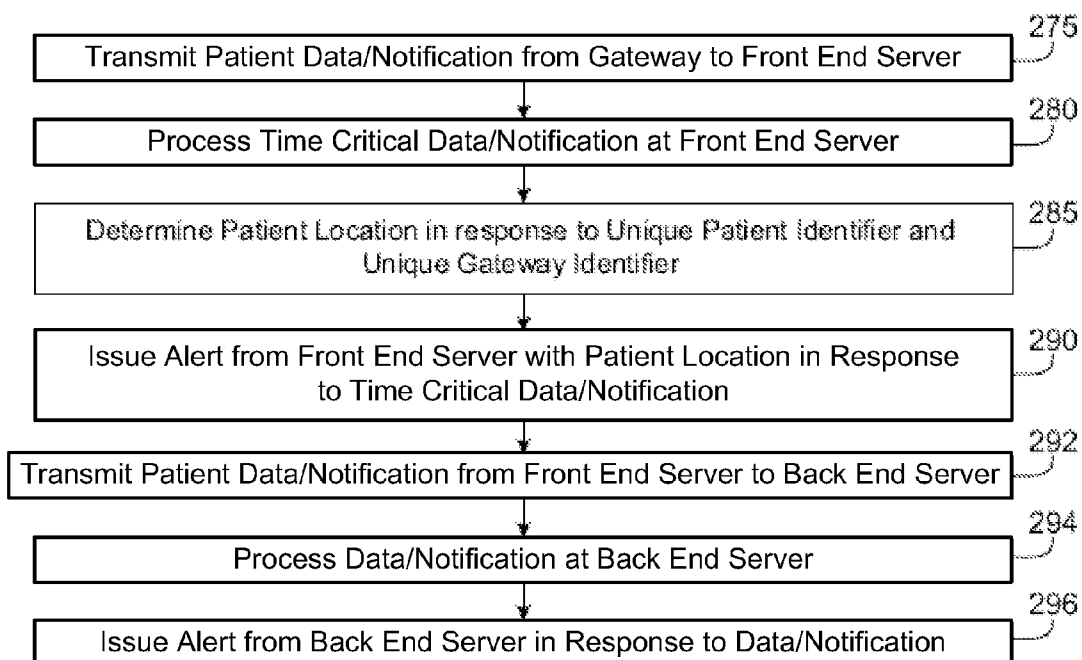 275
Transmit Patient Data/Notification from Gateway to Front End Server
280
Process Time Critical Data/Notification at Front End Server
285
Determine Patient Location in response to Unique Patient Identifier and
Unique Gateway Identifier
290
Issue Alert from Front End Server with Patient Location in Response
to Time Critical Data/Notification
292
Transmit Patient Data/Notification from Front End Server to Back End Server
294
Process Data/Notification at Back End Server
296
Issue Alert from Back End Server in Response to Data/Notification